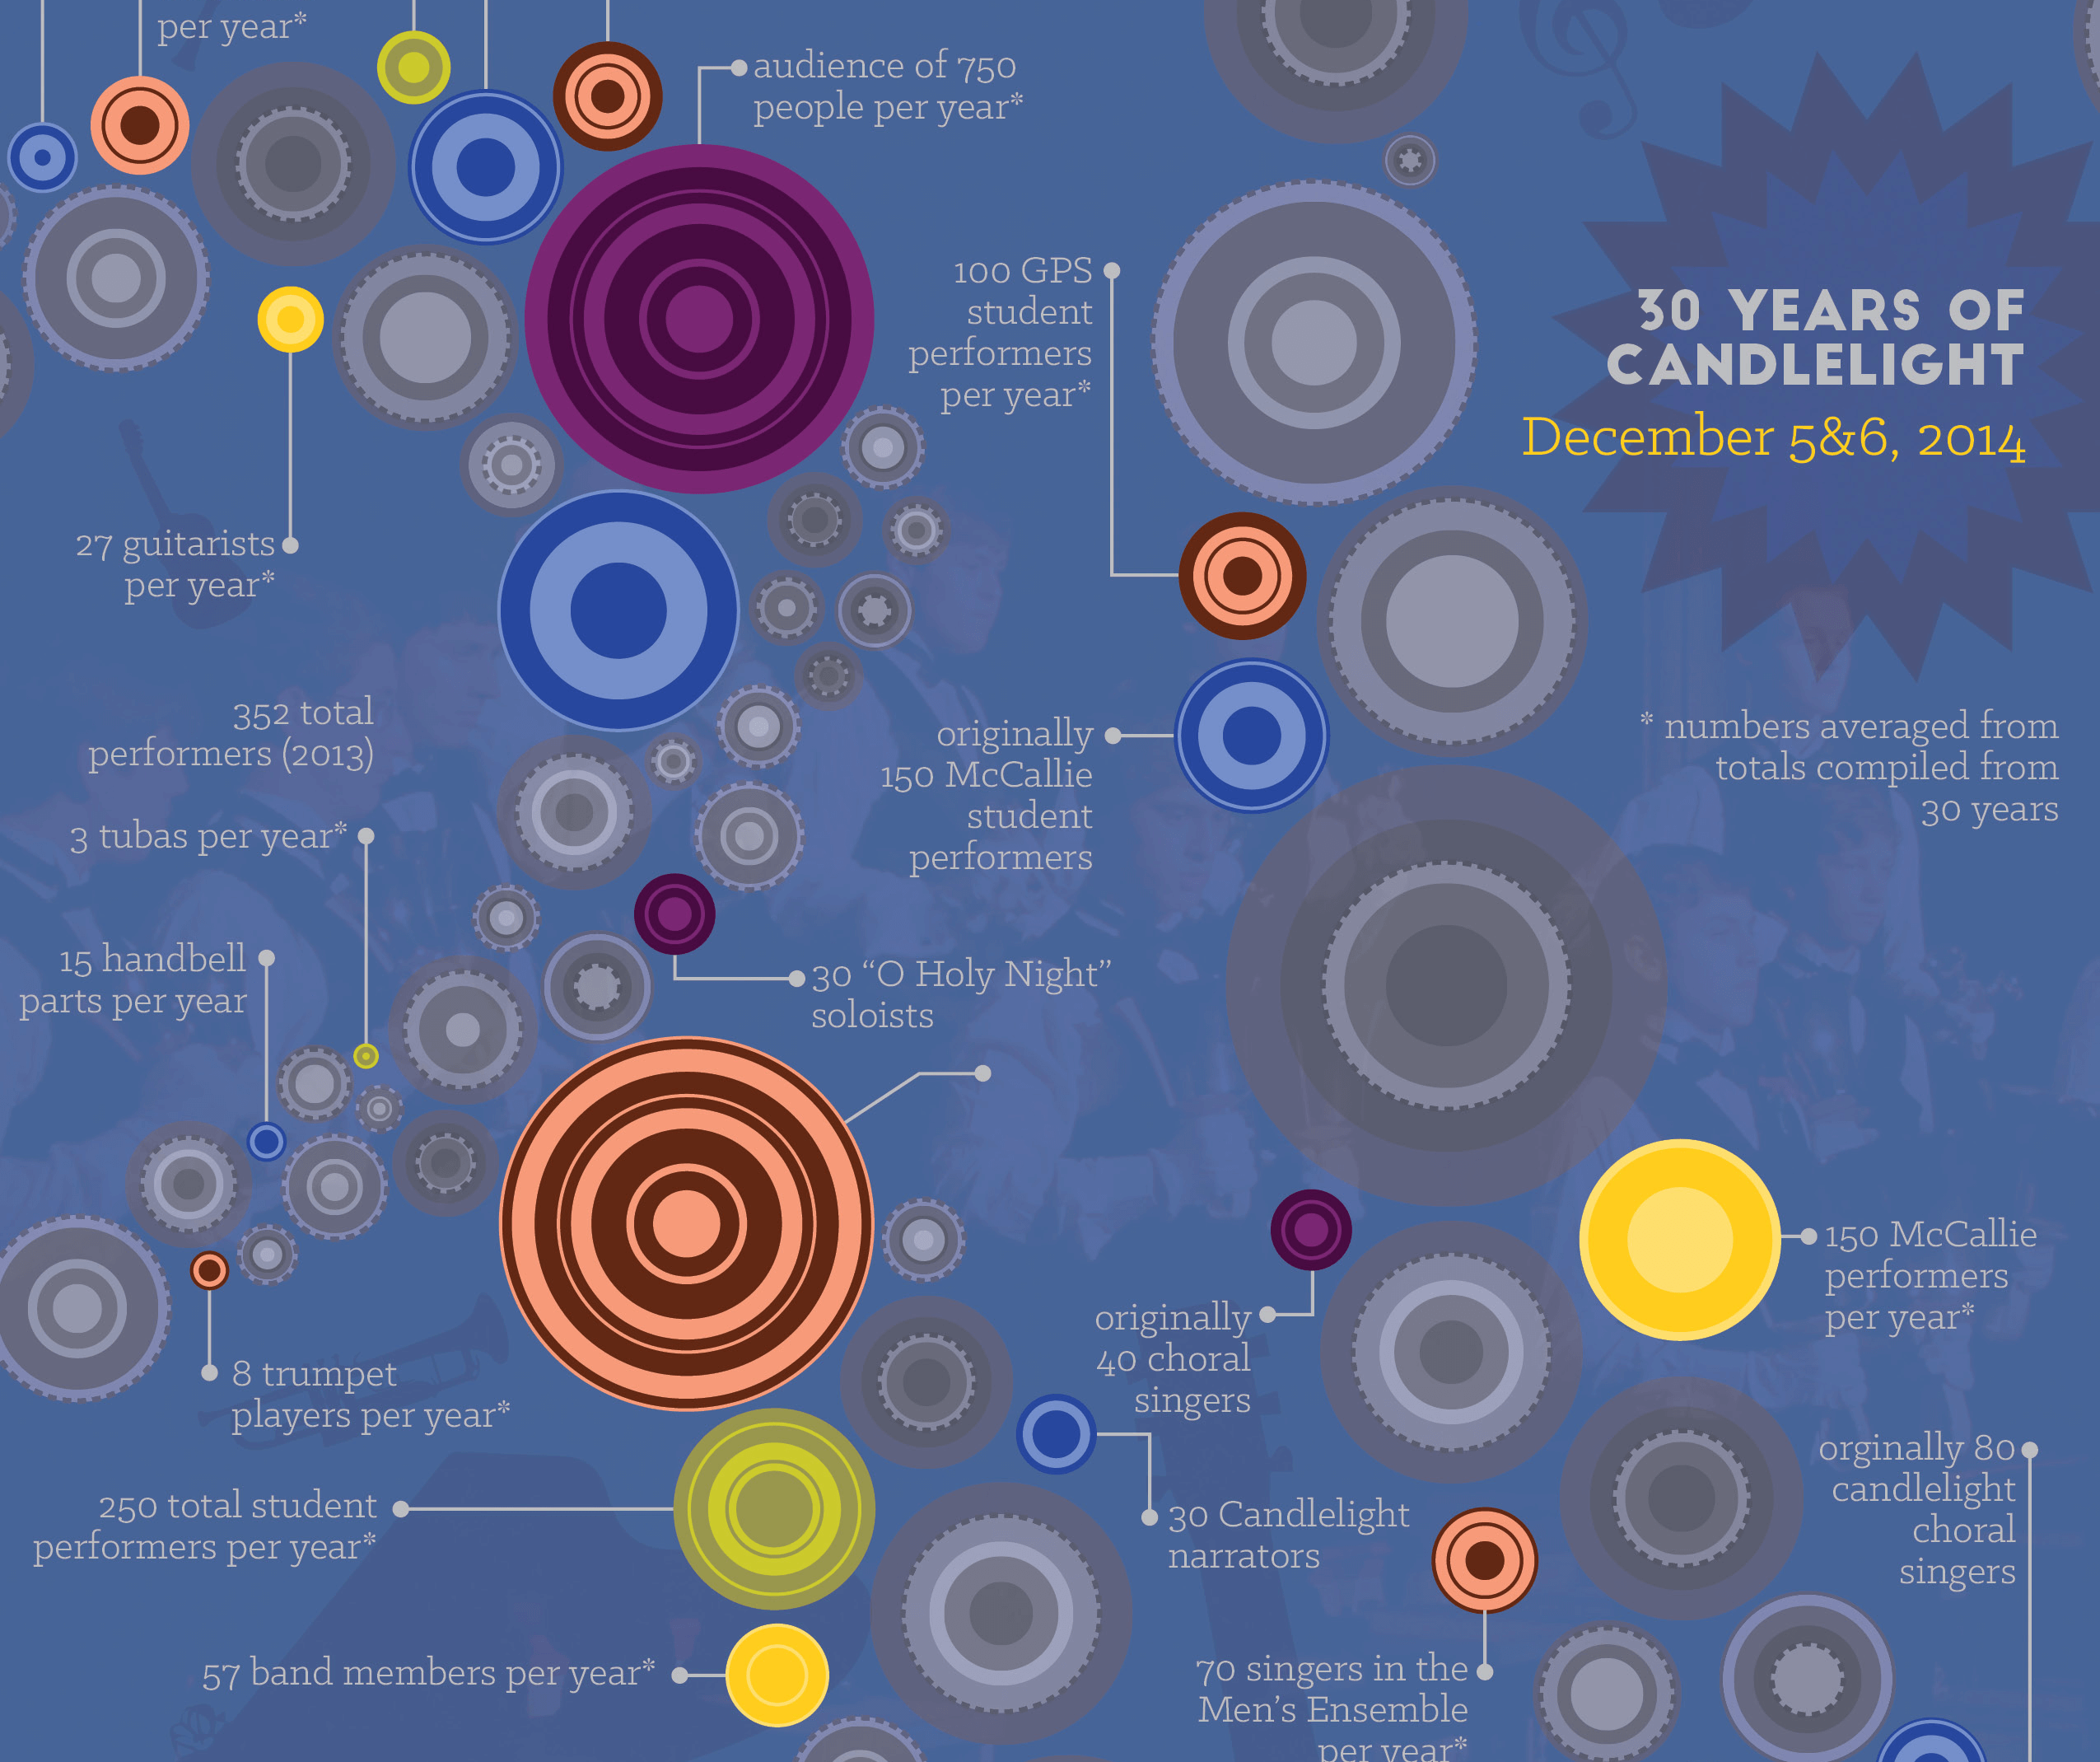 per year*
audience of 750
people per year*
100 GPS
student
performers
per year*
30 YEARS OF
CANDLELIGHT
December 5&6, 2014
27 guitarists
per year*
352 total
performers (2013)
originally
150 McCallie
student
performers
* numbers averaged from
totals compiled from
30 years
3 tubas per year*
15 handbell
parts per year
30 “O Holy Night”
soloists
150 McCallie
performers
per year*
originally
40 choral
singers
8 trumpet
players per year*
orginally 80
candlelight
choral
singers
250 total student
performers per year*
30 Candlelight
narrators
57 band members per year*
70 singers in the
Men’s Ensemble
per year*